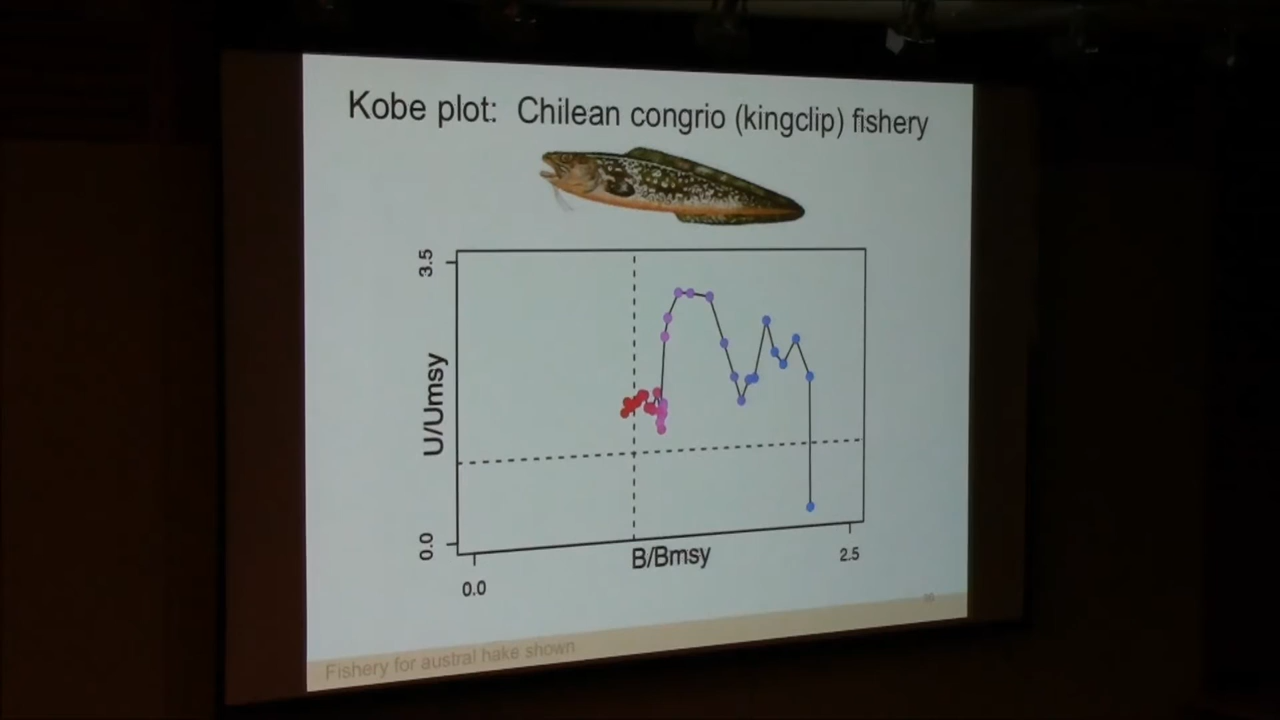 Kobe plot: Chilean congrio (kingclip) fishery
3.5
U/Umsy
0.0
B/Bmsy
0.0
2.5
Fishery for austral hake shown